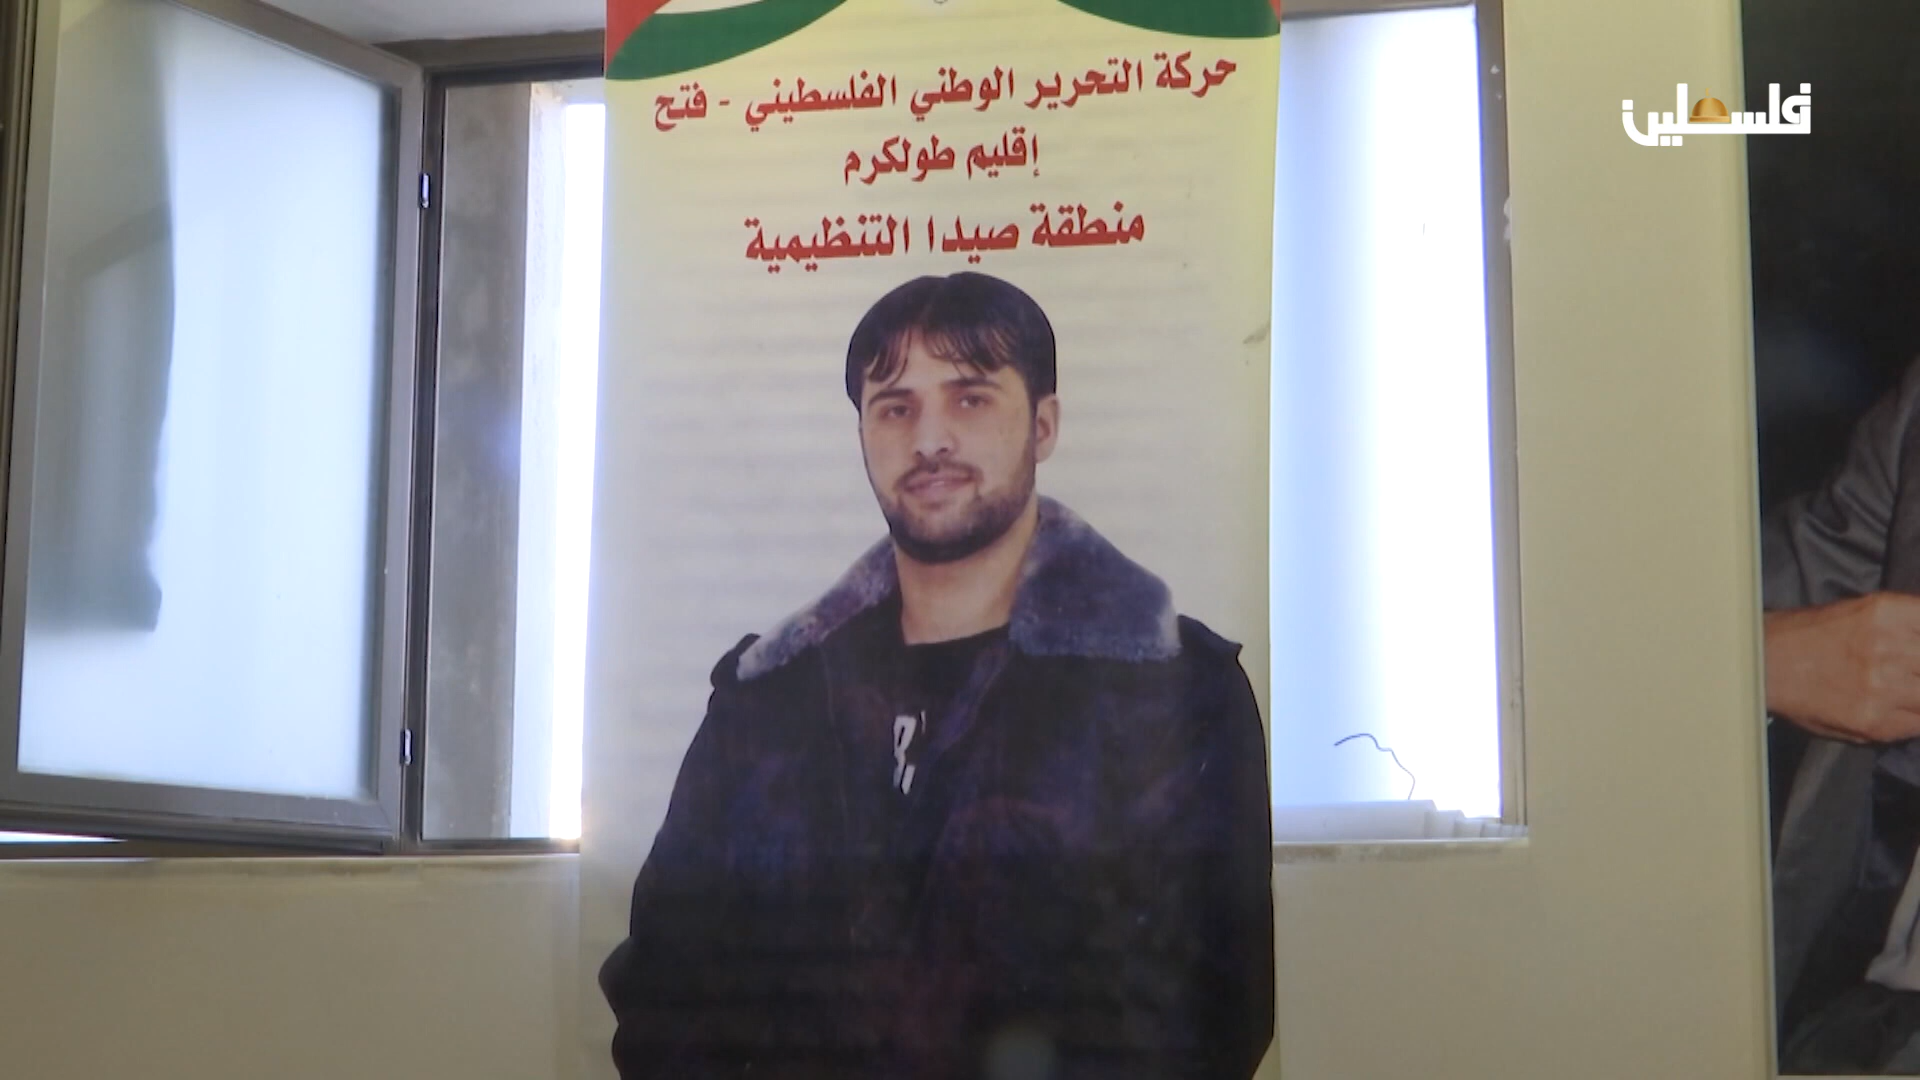 حركة التحرير الوطني الفلسطيني - فتح
إقليم طولكرم
منطقة صيدا التنظيمية
فلسطين